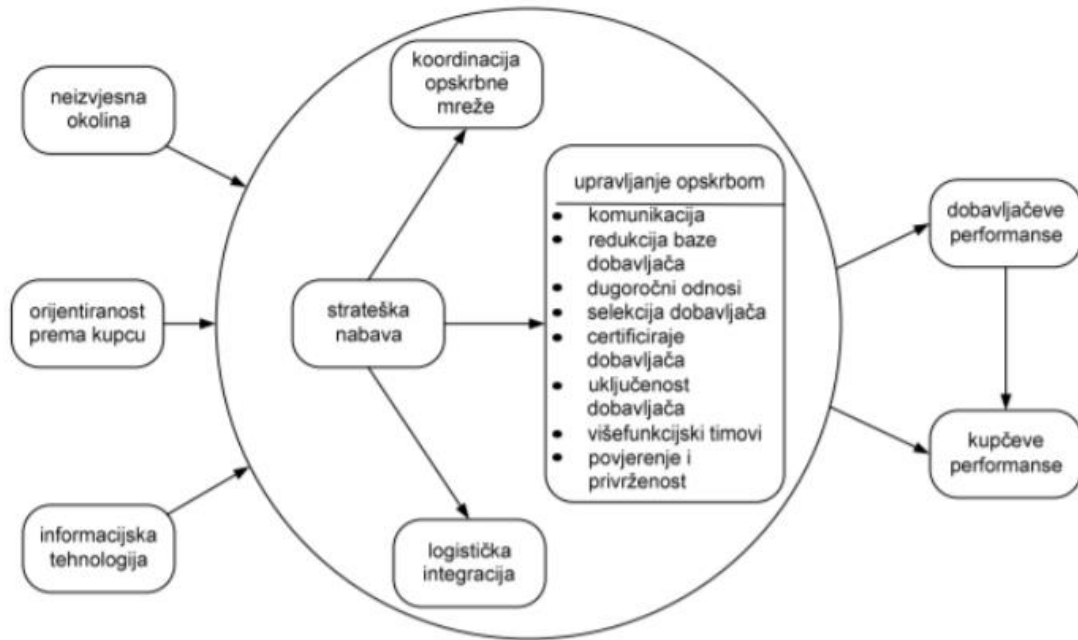 neizvjesna
okolina
orijentiranost
prema kupcu
informacijska
tehnologija
koordinacija
opskrbne
mreže
strateška
nabava
logistička
integracija
upravljanje opskrbom
• komunikacija
• redukcija baze
dobavljača
• dugoročni odnosi
• selekcija dobavljača
• certificiraje
dobavljača
• uključenost
dobavljača
• višefunkcijski timovi
• povjerenje i
privrženost
dobavljačeve
performanse
kupčeve
performanse